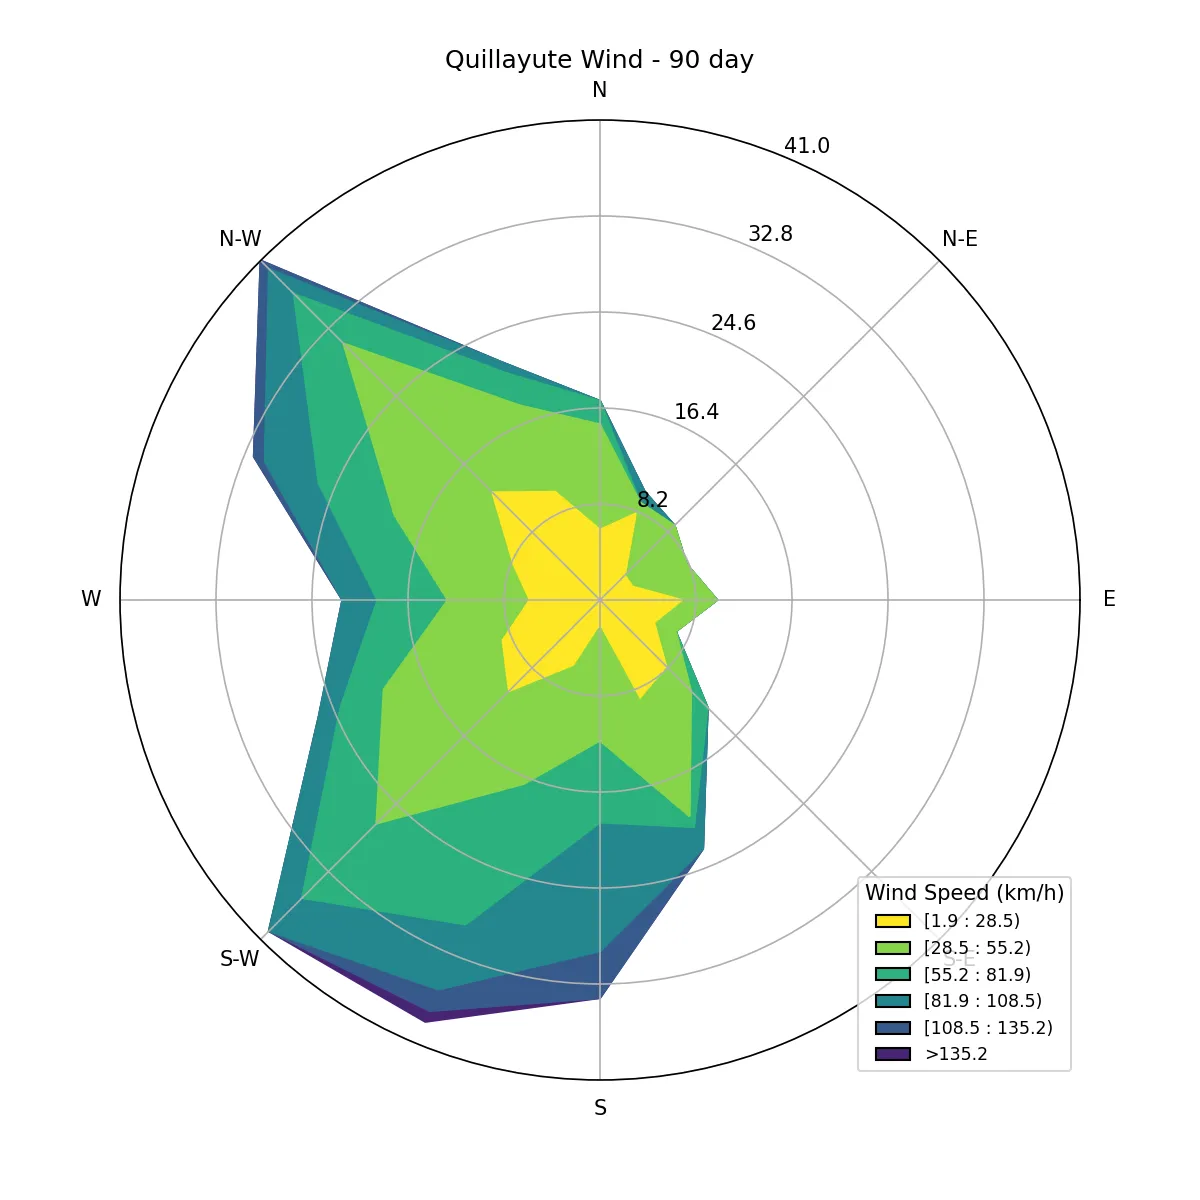 Quillayute Wind - 90 day
N
41.0
32.8
N-W
N-E
24.6
16.4
8.2
W
E
S-W
S-E
S
Wind Speed (km/h)
[1.9 : 28.5)
[28.5 : 55.2)
[55.2 : 81.9)
[81.9 : 108.5)
[108.5 : 135.2)
>135.2